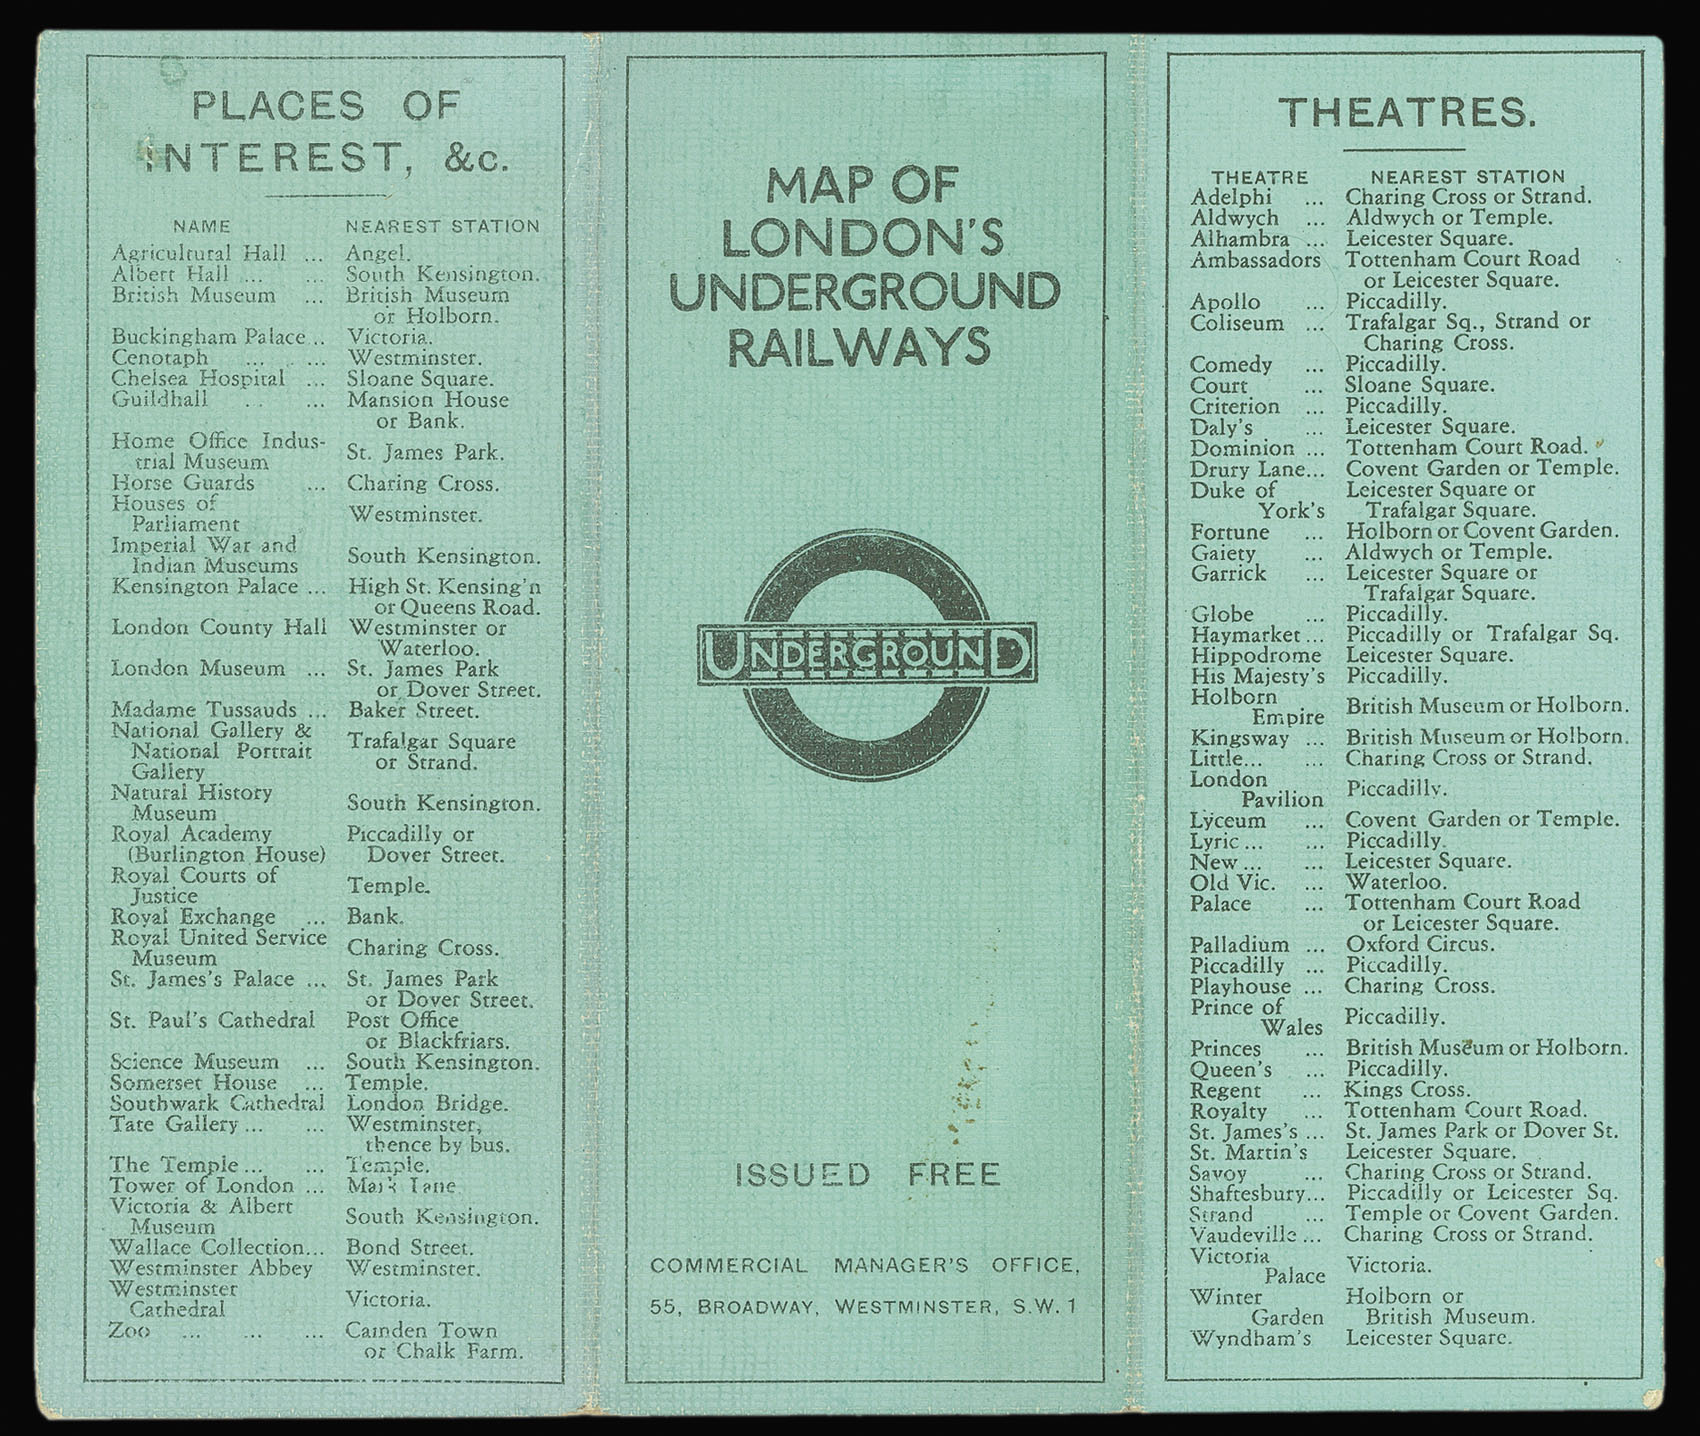 PLACES OF
INTEREST, &c.
NAME NEAREST STATION
Agricultural Hall ... Angel.
Albert Hall ... ... South Kensington.
British Museum ... British Museum
or Holborn.
Buckingham Palace .. Victoria.
Cenotaph ... ... Westminster.
Chelsea Hospital ... Sloane Square.
Guildhall .. ... Mansion House
or Bank.
Home Office Indus-
trial Museum St. James Park.
Horse Guards ... Charing Cross.
Houses of
Parliament Westminster.
Imperial War and
Indian Museums South Kensington.
Kensington Palace ... High St. Kensing'n
or Queens Road.
London County Hall Westminster or
Waterloo.
London Museum ... St. James Park
or Dover Street.
Madame Tussauds ... Baker Street.
National Gallery &
National Portrait Trafalgar Square
Gallery or Strand.
Natural History
Museum South Kensington.
Royal Academy Piccadilly or
(Burlington House) Dover Street.
Royal Courts of
Justice Temple.
Royal Exchange ... Bank.
Royal United Service
Museum Charing Cross.
St. James's Palace ... St. James Park
or Dover Street.
St. Paul's Cathedral Post Office
or Blackfriars.
Science Museum ... South Kensington.
Somerset House ... Temple.
Southwark Cathedral London Bridge.
Tate Gallery ... ... Westminster,
thence by bus.
The Temple ... ... Temple.
Tower of London ... Mark Lane
Victoria & Albert
Museum South Kensington.
Wallace Collection... Bond Street.
Westminster Abbey Westminster.
Westminster
Cathedral Victoria.
Zoo ... ... ... Camden Town
or Chalk Farm.
MAP OF
LONDON'S
UNDERGROUND
RAILWAYS
UNDERGROUND
ISSUED FREE
COMMERCIAL MANAGER'S OFFICE,
55, BROADWAY, WESTMINSTER, S.W. 1
THEATRES.
THEATRE NEAREST STATION
Adelphi ... Charing Cross or Strand.
Aldwych ... Aldwych or Temple.
Alhambra ... Leicester Square.
Ambassadors Tottenham Court Road
or Leicester Square.
Apollo ... Piccadilly.
Coliseum ... Trafalgar Sq., Strand or
Charing Cross.
Comedy ... Piccadilly.
Court ... Sloane Square.
Criterion ... Piccadilly.
Daly's ... Leicester Square.
Dominion ... Tottenham Court Road.
Drury Lane... Covent Garden or Temple.
Duke of Leicester Square or
York's Trafalgar Square.
Fortune ... Holborn or Covent Garden.
Gaiety ... Aldwych or Temple.
Garrick ... Leicester Square or
Trafalgar Square.
Globe ... Piccadilly.
Haymarket ... Piccadilly or Trafalgar Sq.
Hippodrome Leicester Square.
His Majesty's Piccadilly.
Holborn
Empire British Museum or Holborn.
Kingsway ... British Museum or Holborn.
Little... ... Charing Cross or Strand.
London
Pavilion Piccadilly.
Lyceum ... Covent Garden or Temple.
Lyric ... ... Piccadilly.
New ... ... Leicester Square.
Old Vic. ... Waterloo.
Palace ... Tottenham Court Road
or Leicester Square.
Palladium ... Oxford Circus.
Piccadilly ... Piccadilly.
Playhouse ... Charing Cross.
Prince of
Wales Piccadilly.
Princes ... British Museum or Holborn.
Queen's ... Piccadilly.
Regent ... Kings Cross.
Royalty ... Tottenham Court Road.
St. James's ... St. James Park or Dover St.
St. Martin's Leicester Square.
Savoy ... Charing Cross or Strand.
Shaftesbury... Piccadilly or Leicester Sq.
Strand ... Temple or Covent Garden.
Vaudeville ... Charing Cross or Strand.
Victoria
Palace Victoria.
Winter Holborn or
Garden British Museum.
Wyndham's Leicester Square.